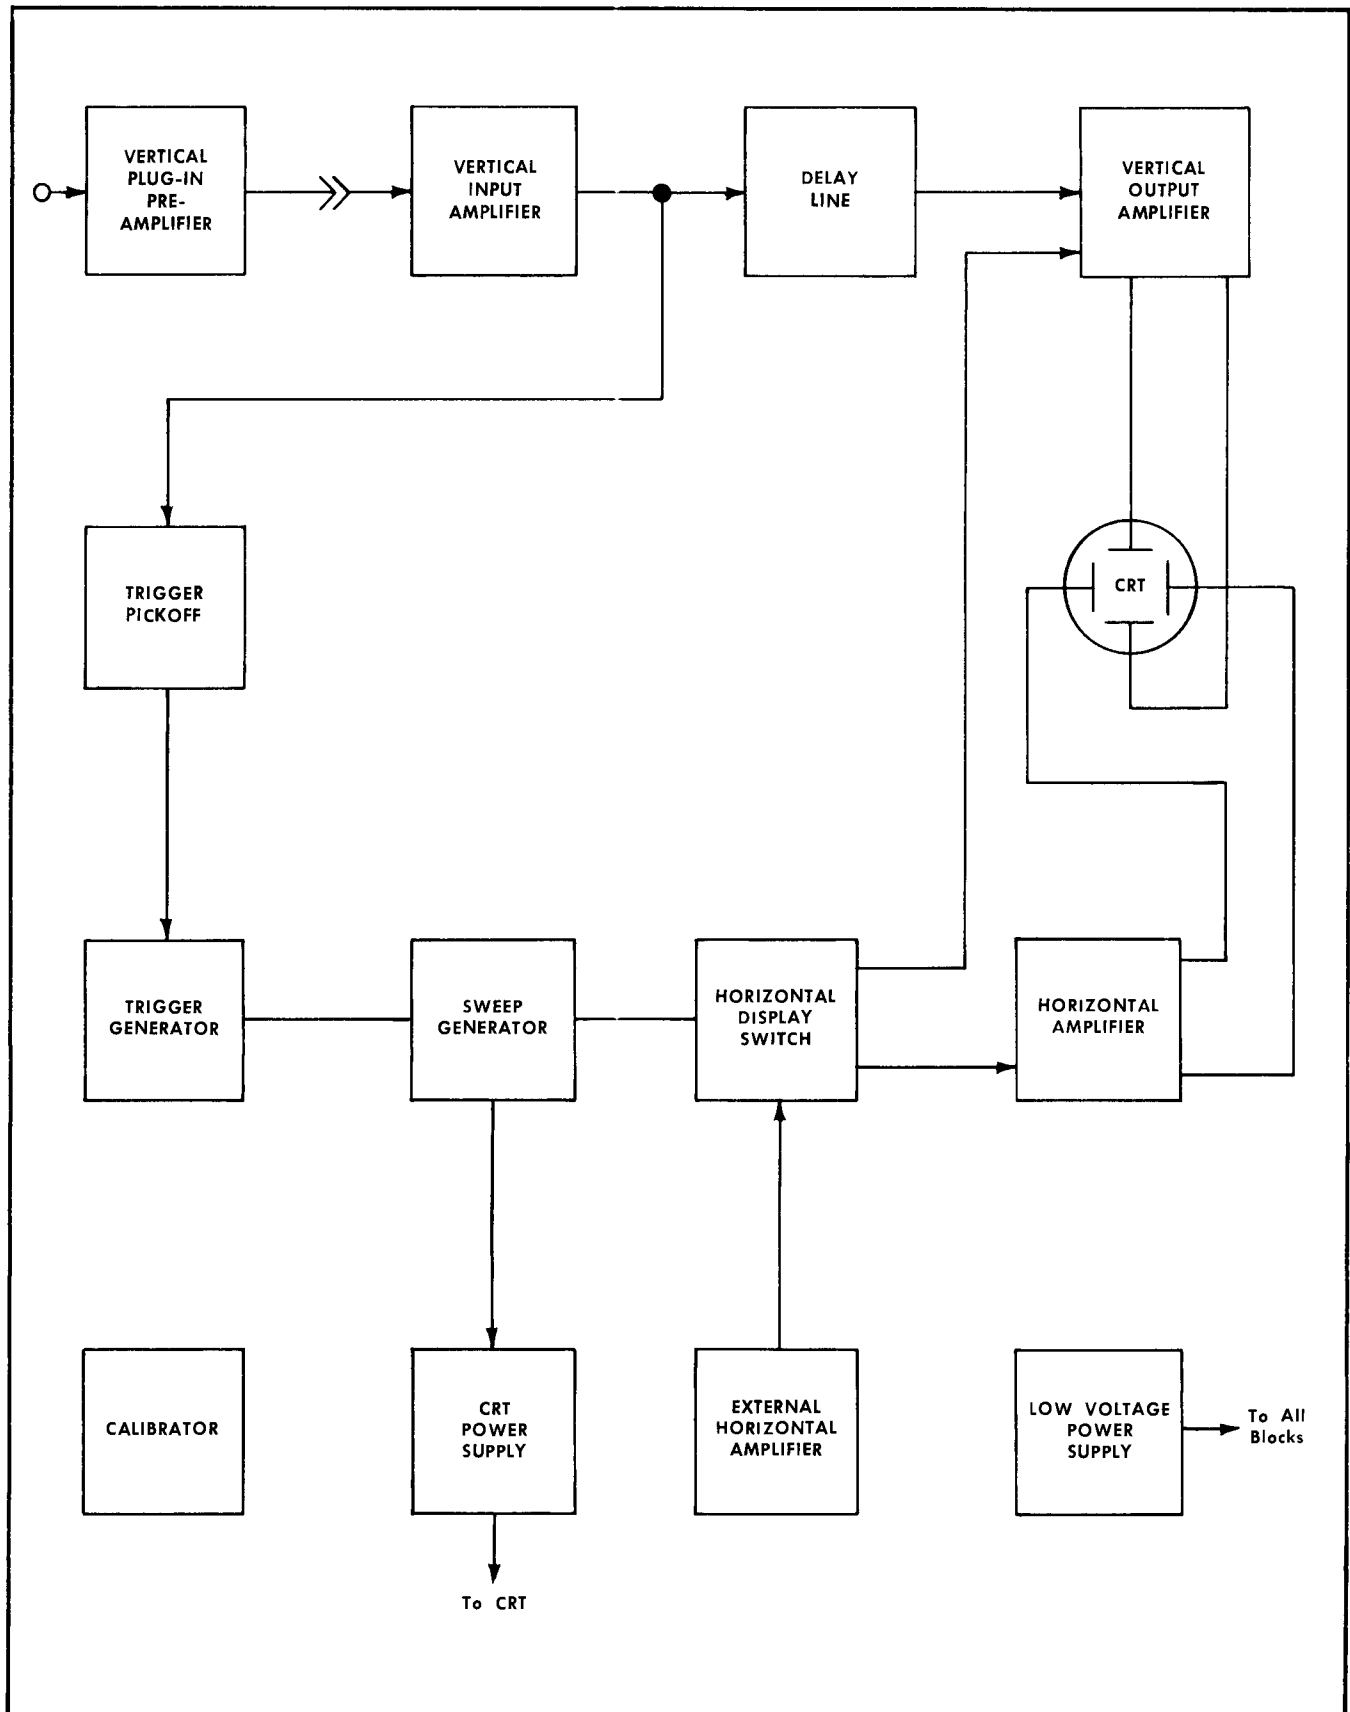 VERTICAL
PLUG-IN
PRE-
AMPLIFIER
VERTICAL
INPUT
AMPLIFIER
DELAY
LINE
VERTICAL
OUTPUT
AMPLIFIER
TRIGGER
PICKOFF
CRT
TRIGGER
GENERATOR
SWEEP
GENERATOR
HORIZONTAL
DISPLAY
SWITCH
HORIZONTAL
AMPLIFIER
CALIBRATOR
CRT
POWER
SUPPLY
EXTERNAL
HORIZONTAL
AMPLIFIER
LOW VOLTAGE
POWER
SUPPLY
To All
Blocks
To CRT